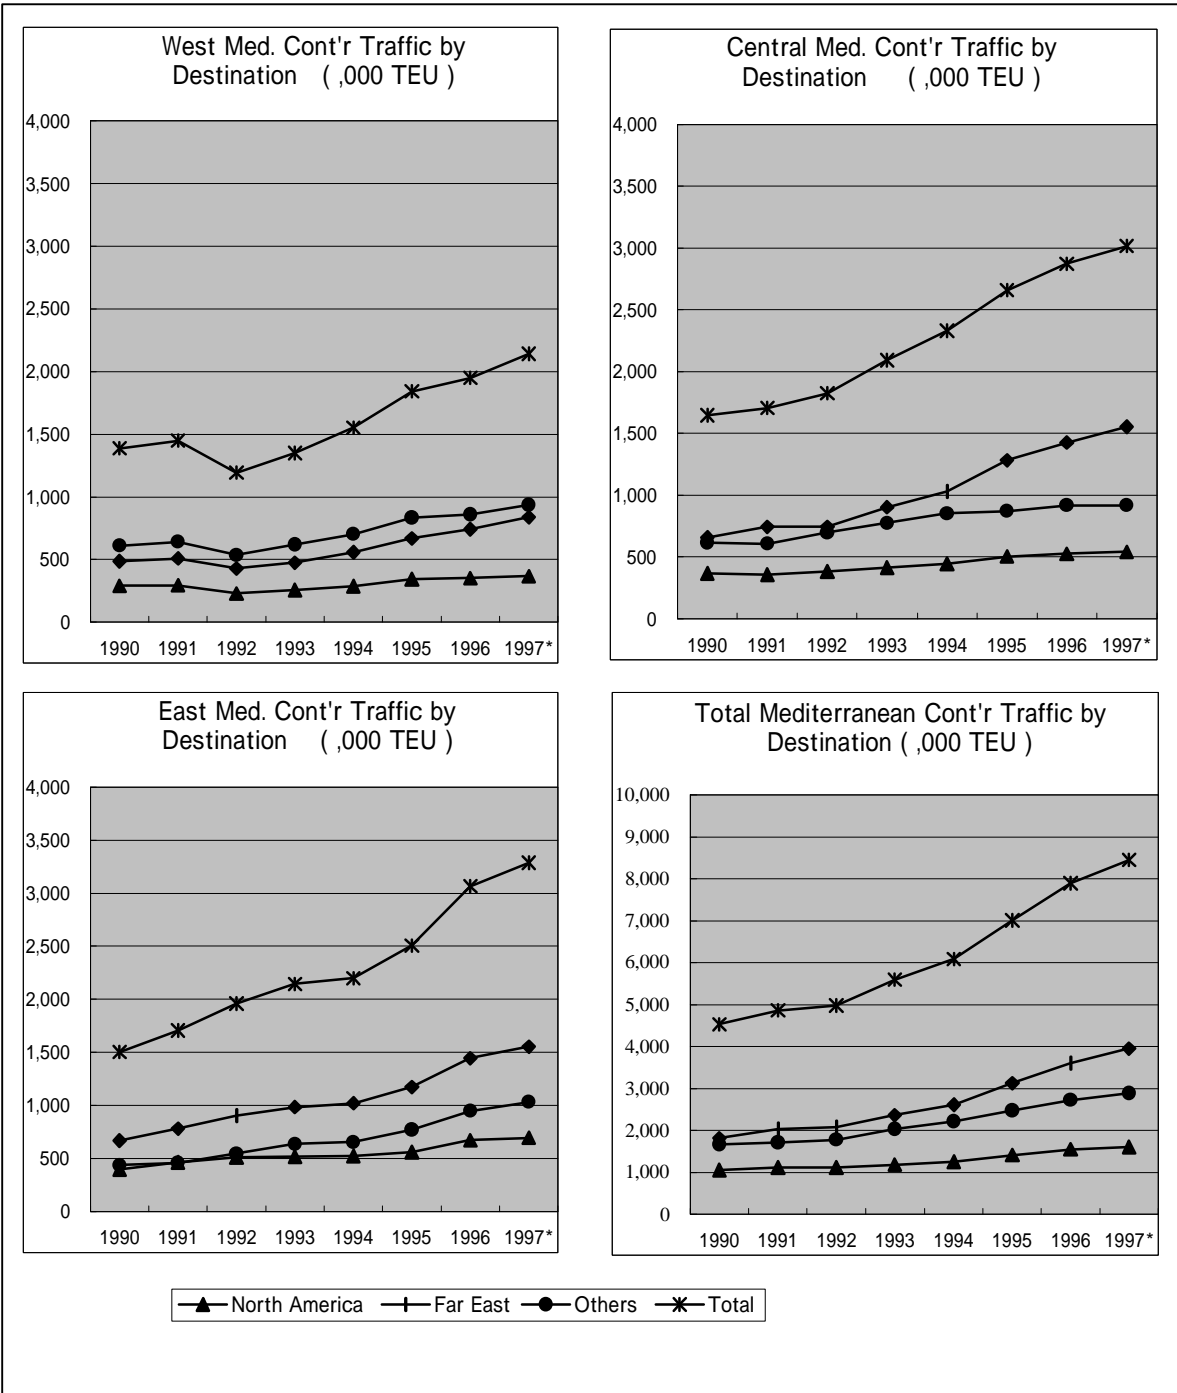 West Med. Cont'r Traffic by
Destination ( ,000 TEU )
4,000
3,500
3,000
2,500
2,000
1,500
1,000
500
0
1990 1991 1992 1993 1994 1995 1996 1997*
Central Med. Cont'r Traffic by
Destination ( ,000 TEU )
4,000
3,500
3,000
2,500
2,000
1,500
1,000
500
0
1990 1991 1992 1993 1994 1995 1996 1997*
East Med. Cont'r Traffic by
Destination ( ,000 TEU )
4,000
3,500
3,000
2,500
2,000
1,500
1,000
500
0
1990 1991 1992 1993 1994 1995 1996 1997*
Total Mediterranean Cont'r Traffic by
Destination ( ,000 TEU )
10,000
9,000
8,000
7,000
6,000
5,000
4,000
3,000
2,000
1,000
0
1990 1991 1992 1993 1994 1995 1996 1997*
North America Far East Others Total